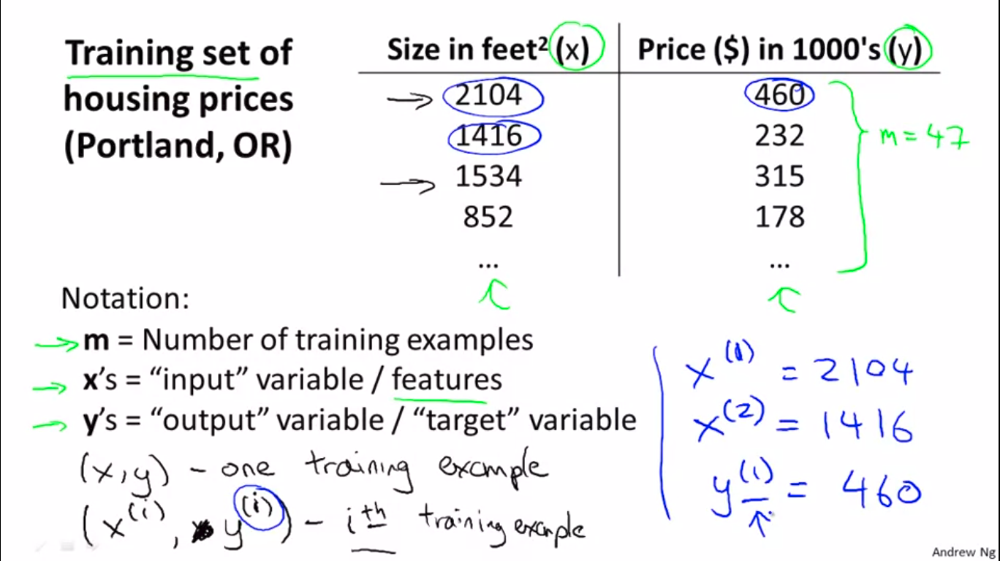 Training set of
housing prices
(Portland, OR)
Size in feet² (x) Price ($) in 1000's (y)
2104 460
1416 232
1534 315
852 178
... ...
m = 47
Notation:
m = Number of training examples
x's = “input” variable / features
y's = “output” variable / “target” variable
(x, y) - one training example
(x^(i), y^(i)) - i^th training example
x^(1) = 2104
x^(2) = 1416
y^(1) = 460
Andrew Ng